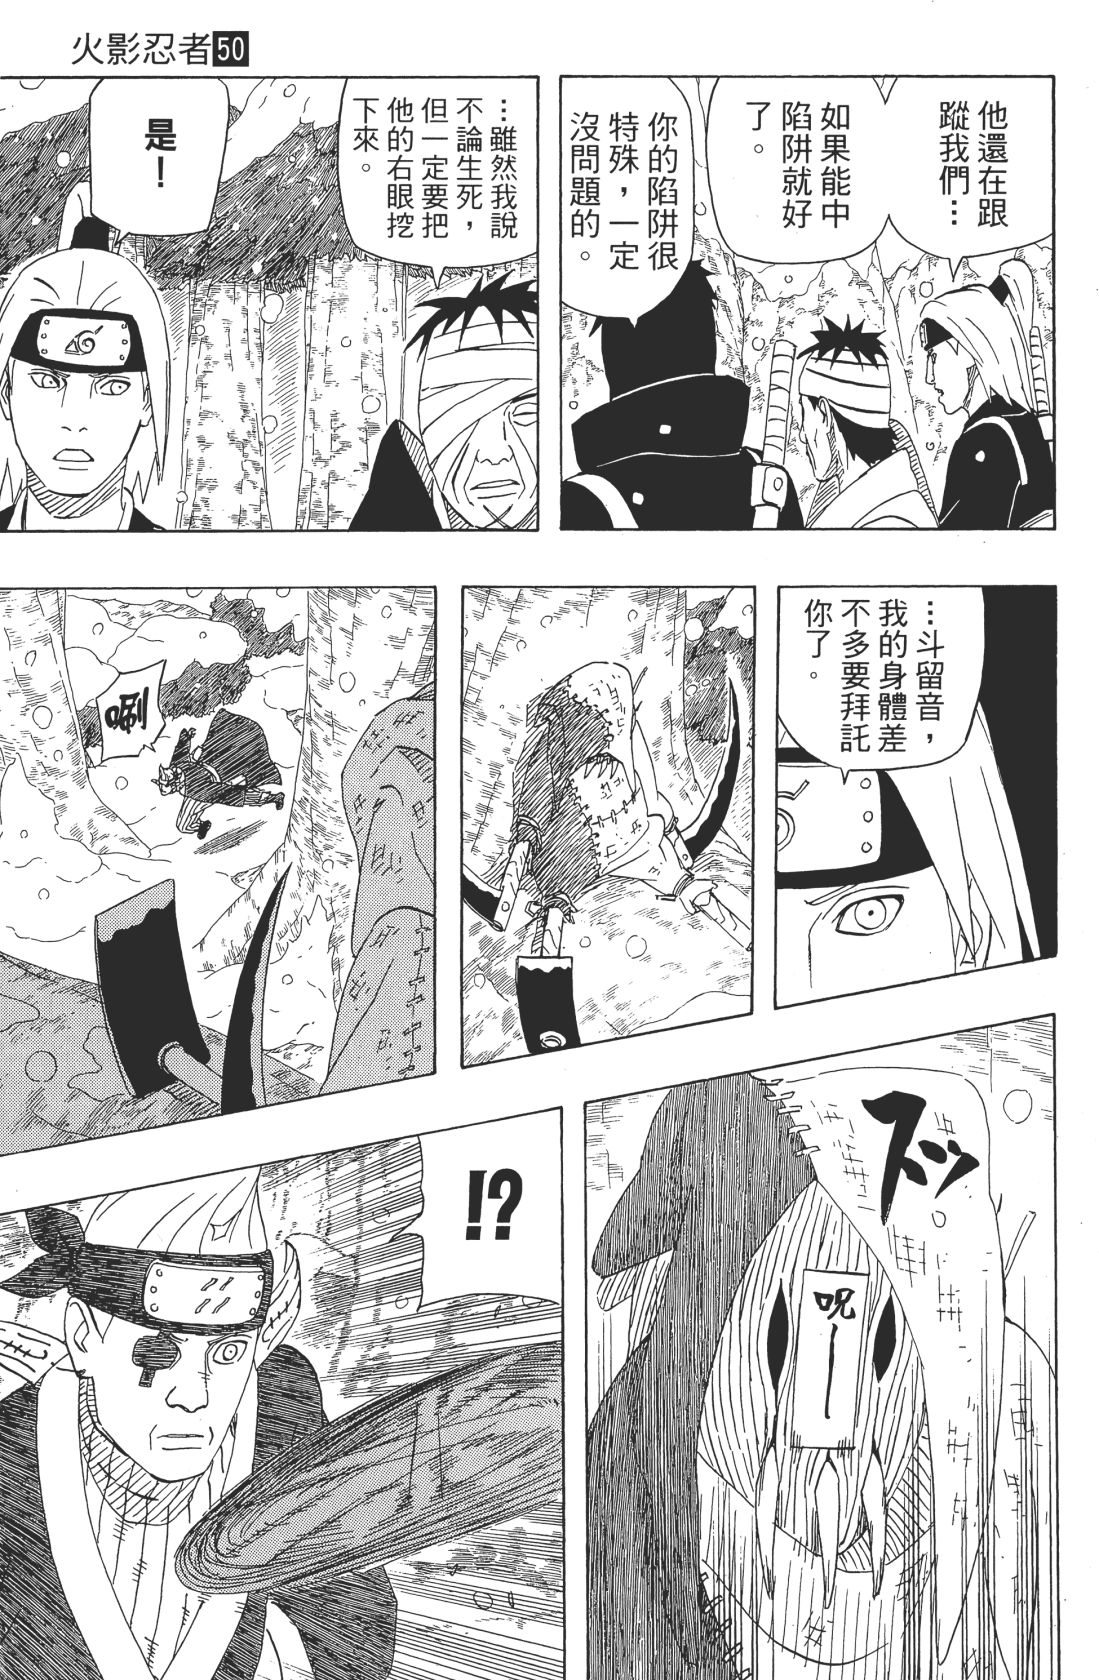 火影忍者50
他還在跟
蹤我們…
如果能中
陷阱就好
了。
你的陷阱很
特殊，一定
沒問題的。
…雖然我說
不論生死，
但一定要把
他的右眼挖
下來。
是！
…斗留音，
我的身體差
不多要拜託
你了。
唰
ズッ
呪
!?